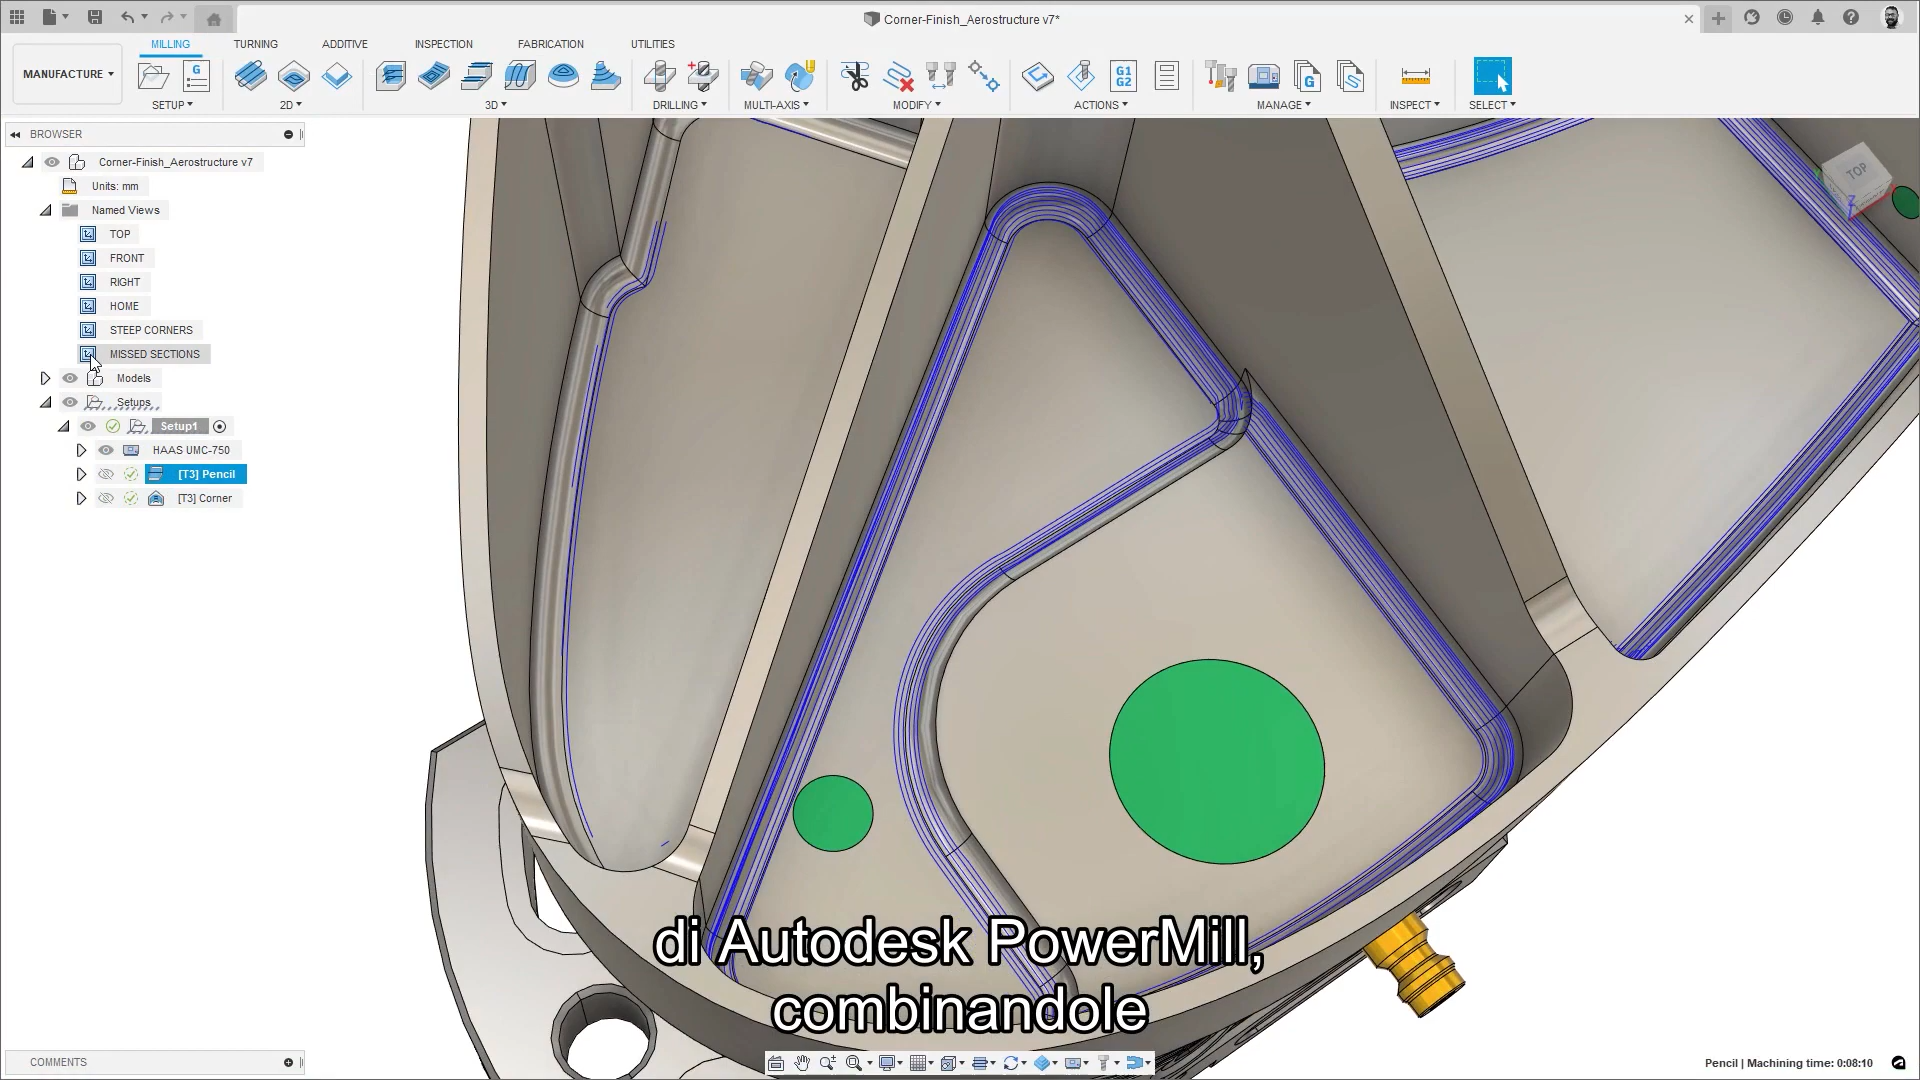 Corner-Finish_Aerostructure v7*
MANUFACTURE
MILLING
TURNING
ADDITIVE
INSPECTION
FABRICATION
UTILITIES
G
G1
G2
G
SETUP
2D
3D
DRILLING
MULTI-AXIS
MODIFY
ACTIONS
MANAGE
INSPECT
SELECT
BROWSER
Corner-Finish_Aerostructure v7
Units: mm
Named Views
TOP
FRONT
RIGHT
HOME
STEEP CORNERS
MISSED SECTIONS
Models
Setups
Setup1
HAAS UMC-750
[T3] Pencil
[T3] Corner
TOP
Z
di Autodesk PowerMill,
combinandole
COMMENTS
Pencil | Machining time: 0:08:10